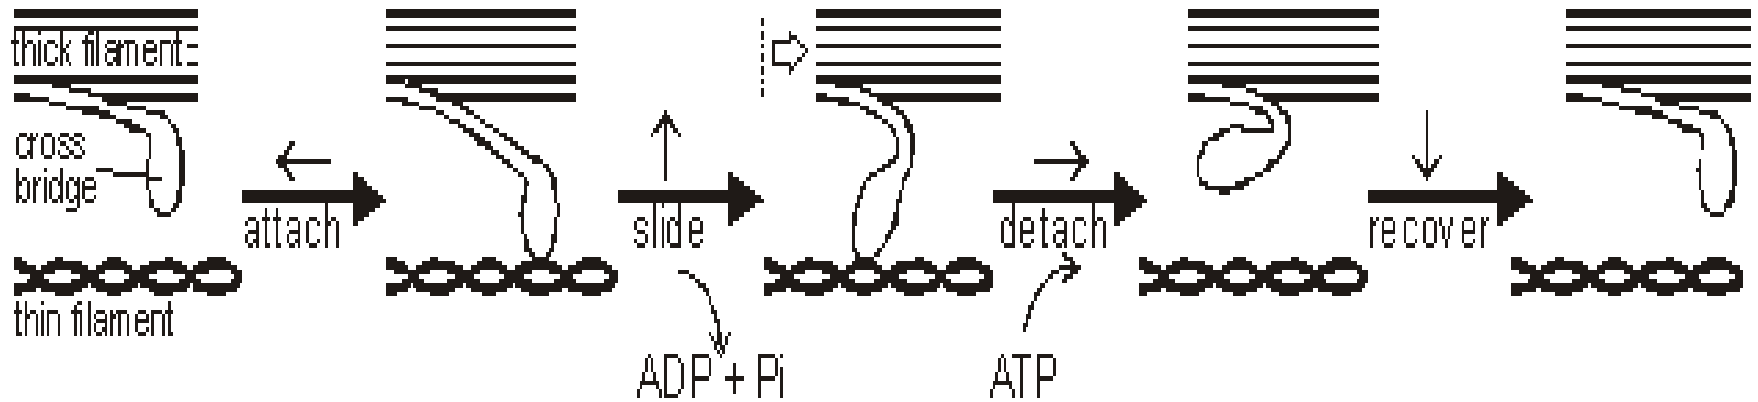 thick filament
cross
bridge
attach
slide
detach
recover
thin filament
ADP + Pi
ATP